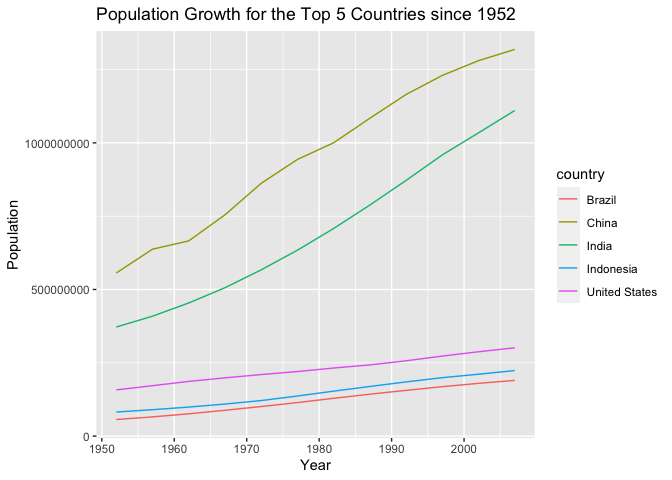 Population Growth for the Top 5 Countries since 1952
1000000000
500000000
0
Population
1950 1960 1970 1980 1990 2000
Year
country
Brazil
China
India
Indonesia
United States